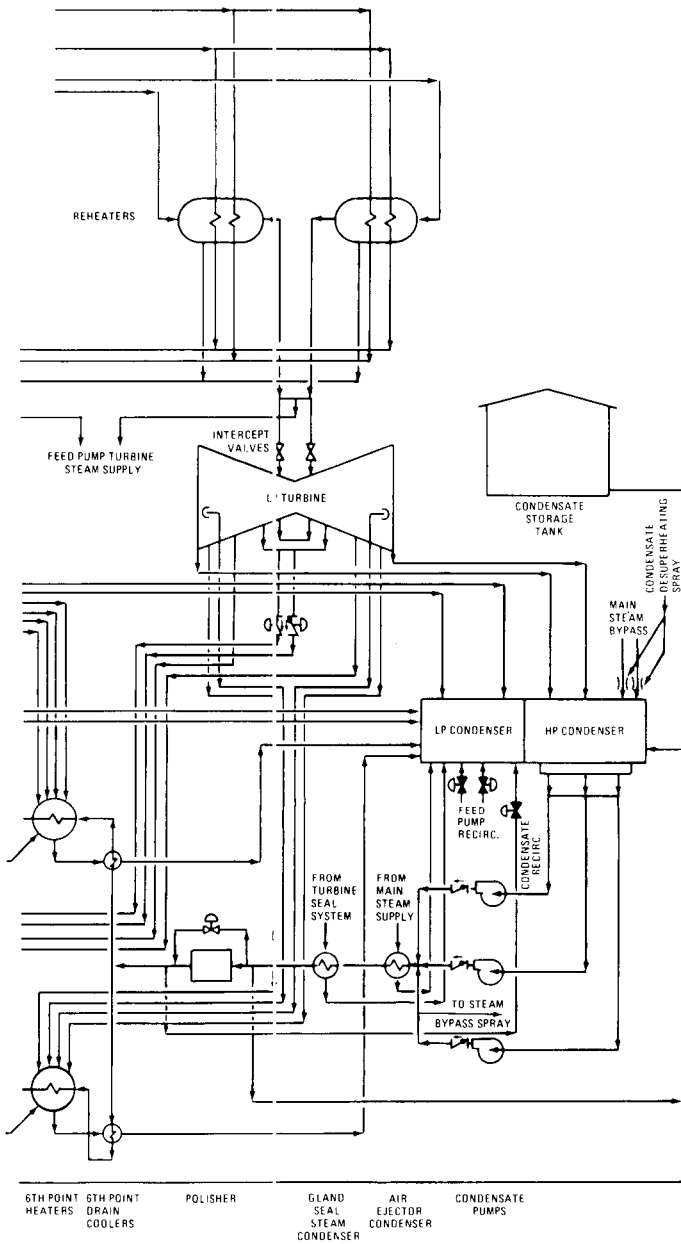 REHEATERS
INTERCEPT
VALVES
FEED PUMP TURBINE
STEAM SUPPLY
TURBINE
CONDENSATE
STORAGE
TANK
CONDENSATE
DESUPERHEATING
SPRAY
MAIN
STEAM
BYPASS
LP CONDENSER
HP CONDENSER
FEED
PUMP
RECIRC.
CONDENSATE
RECIRC.
FROM
TURBINE
SEAL
SYSTEM
FROM
MAIN
STEAM
SUPPLY
TO STEAM
BYPASS SPRAY
6TH POINT
HEATERS
6TH POINT
DRAIN
COOLERS
POLISHER
GLAND
SEAL
STEAM
CONDENSER
AIR
EJECTOR
CONDENSER
CONDENSATE
PUMPS